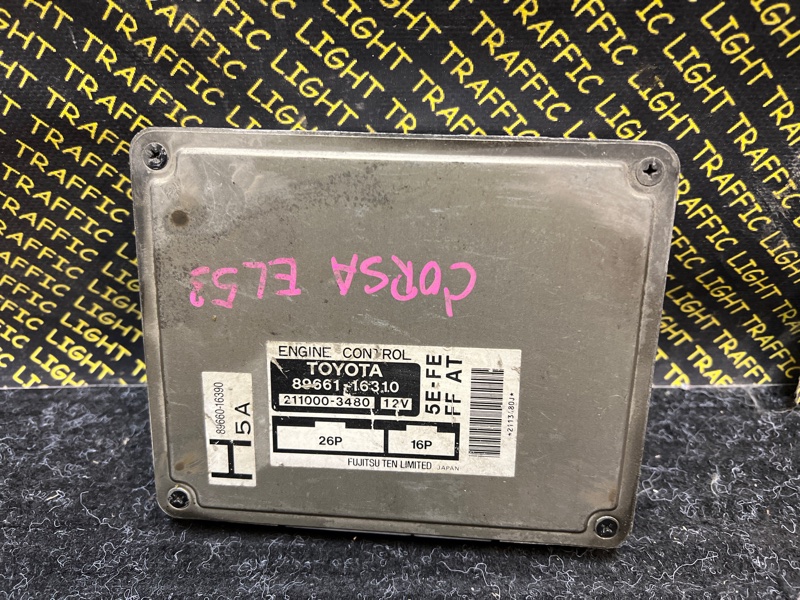 LIGHT TRAFFIC
CORSA EL53
ENGINE CONTROL
TOYOTA
89661-16310
211000-3480 12V
5E-FE
FF AT
26P 16P
FUJITSU TEN LIMITED JAPAN
89660-16390
H 5A